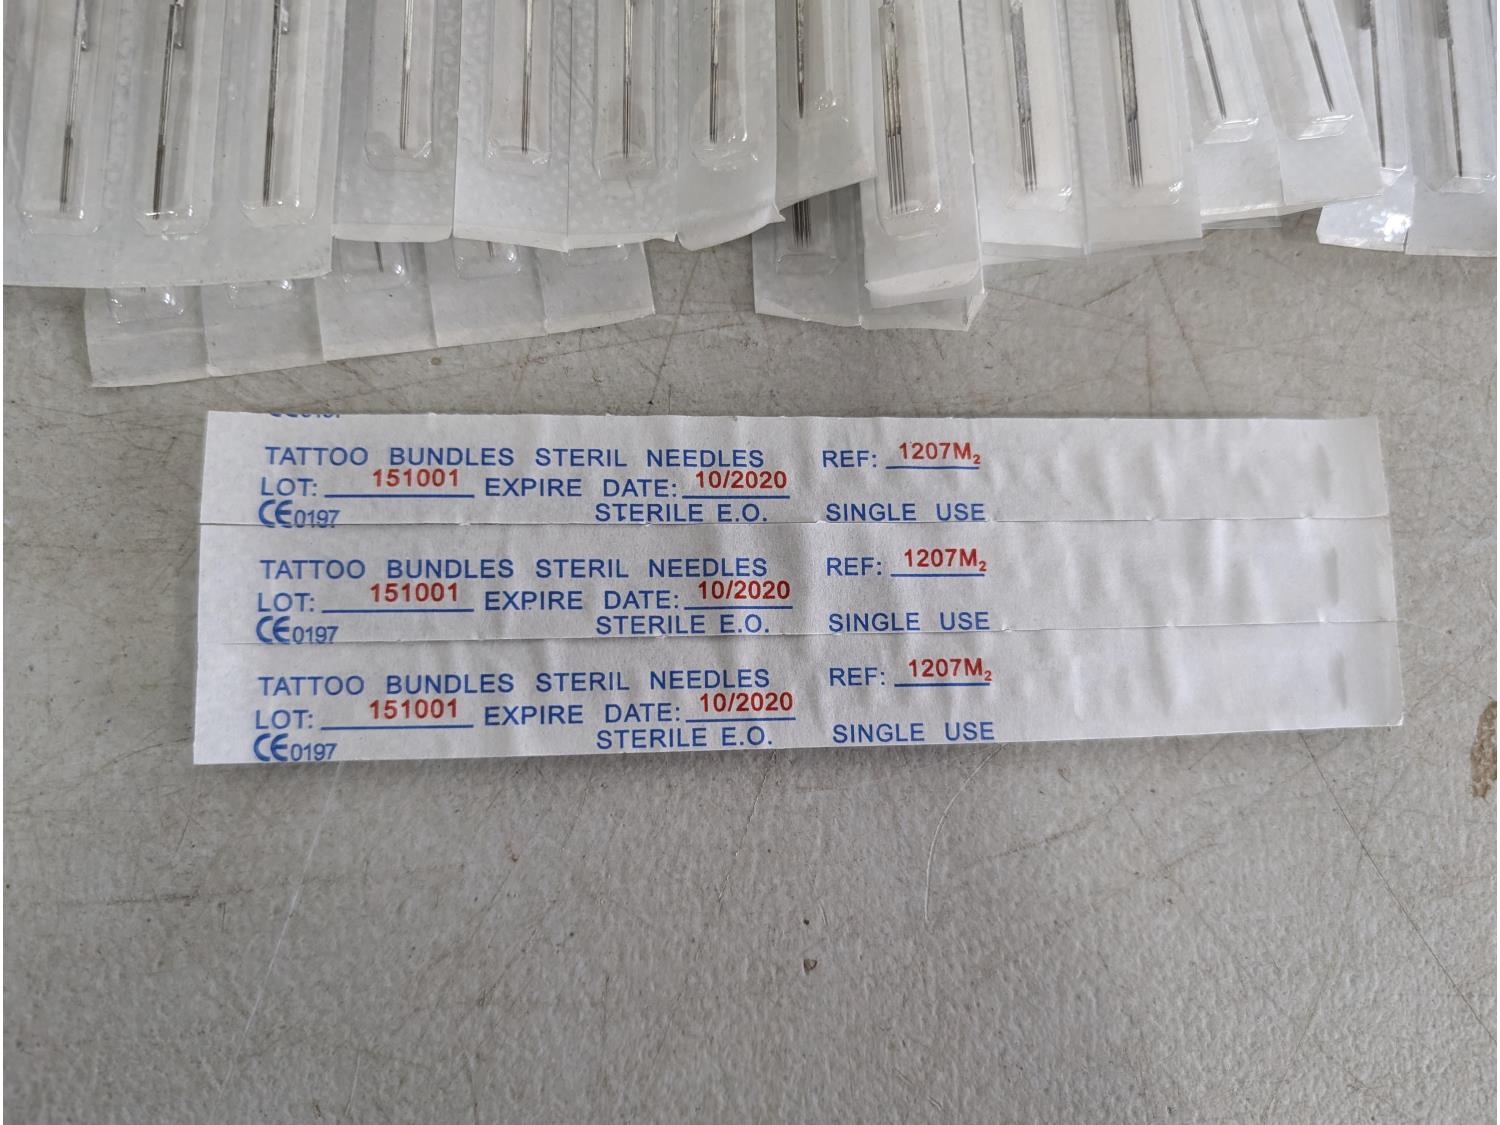 TATTOO BUNDLES STERIL NEEDLES REF: 1207M₂
LOT: 151001 EXPIRE DATE: 10/2020
CE0197 STERILE E.O. SINGLE USE
TATTOO BUNDLES STERIL NEEDLES REF: 1207M₂
LOT: 151001 EXPIRE DATE: 10/2020
CE0197 STERILE E.O. SINGLE USE
TATTOO BUNDLES STERIL NEEDLES REF: 1207M₂
LOT: 151001 EXPIRE DATE: 10/2020
CE0197 STERILE E.O. SINGLE USE